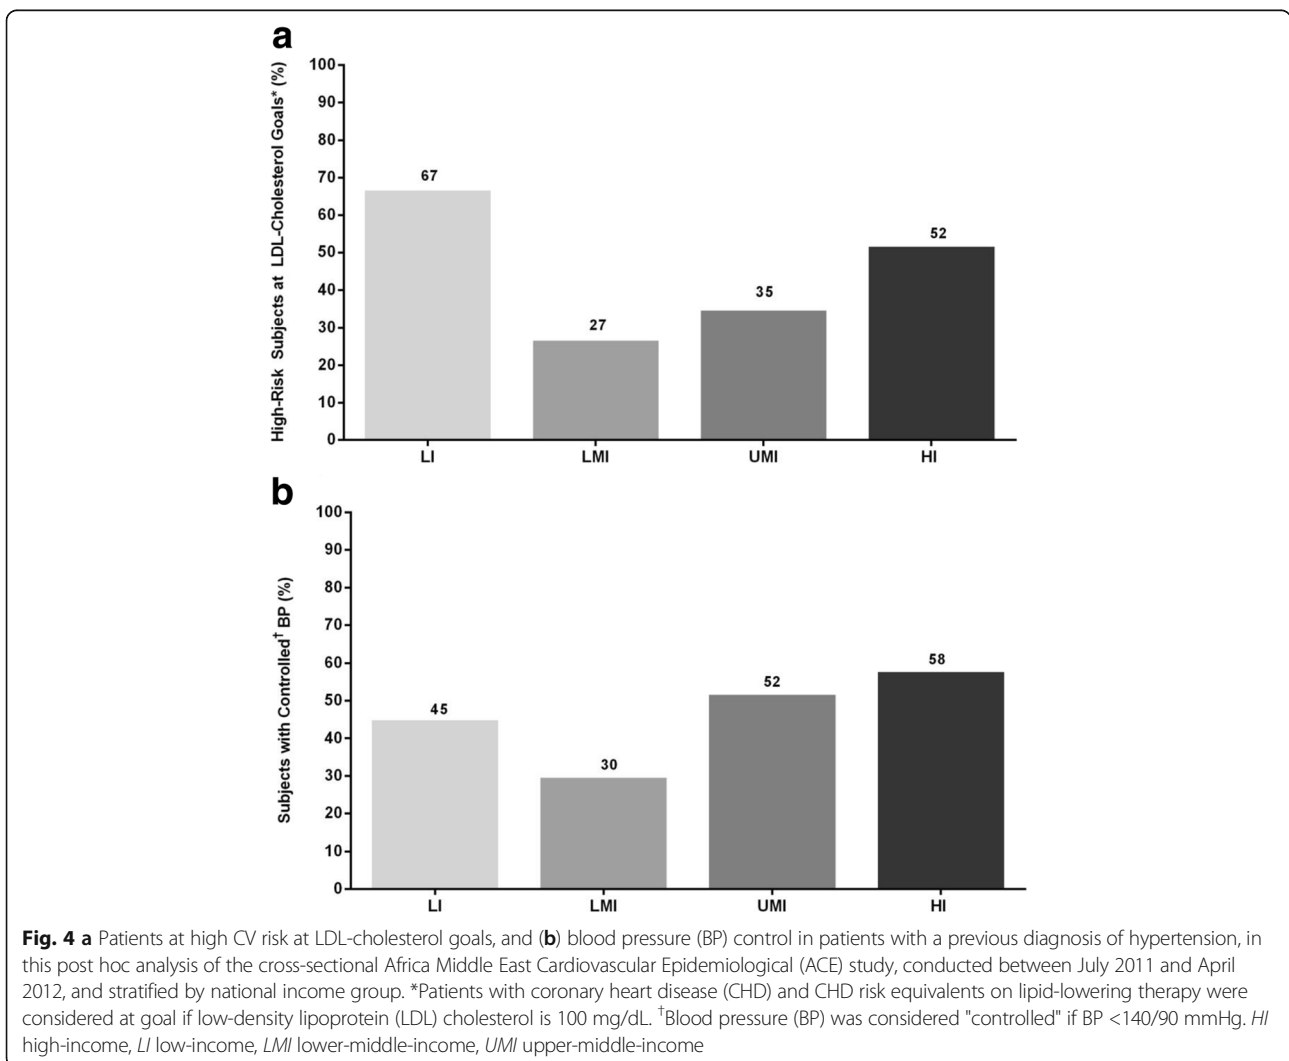 a
High-Risk Subjects at LDL-Cholesterol Goals* (%)
100
90
80
70
60
50
40
30
20
10
0
67
27
35
52
LI LMI UMI HI
b
Subjects with Controlled† BP (%)
100
90
80
70
60
50
40
30
20
10
0
45
30
52
58
LI LMI UMI HI
Fig. 4 a Patients at high CV risk at LDL-cholesterol goals, and (b) blood pressure (BP) control in patients with a previous diagnosis of hypertension, in
this post hoc analysis of the cross-sectional Africa Middle East Cardiovascular Epidemiological (ACE) study, conducted between July 2011 and April
2012, and stratified by national income group. *Patients with coronary heart disease (CHD) and CHD risk equivalents on lipid-lowering therapy were
considered at goal if low-density lipoprotein (LDL) cholesterol is 100 mg/dL. †Blood pressure (BP) was considered "controlled" if BP <140/90 mmHg. HI
high-income, LI low-income, LMI lower-middle-income, UMI upper-middle-income